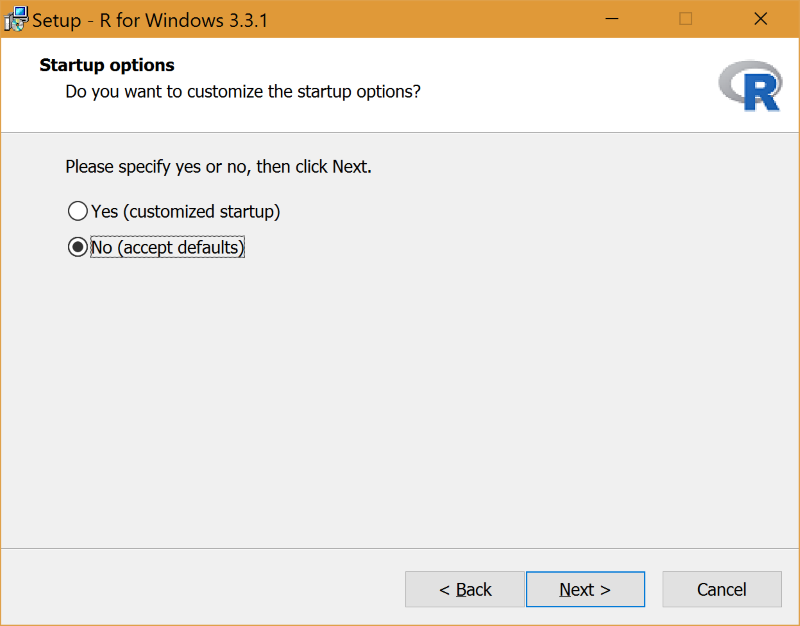 Setup - R for Windows 3.3.1
Startup options
Do you want to customize the startup options?
R
Please specify yes or no, then click Next.
Yes (customized startup)
No (accept defaults)
< Back
Next >
Cancel